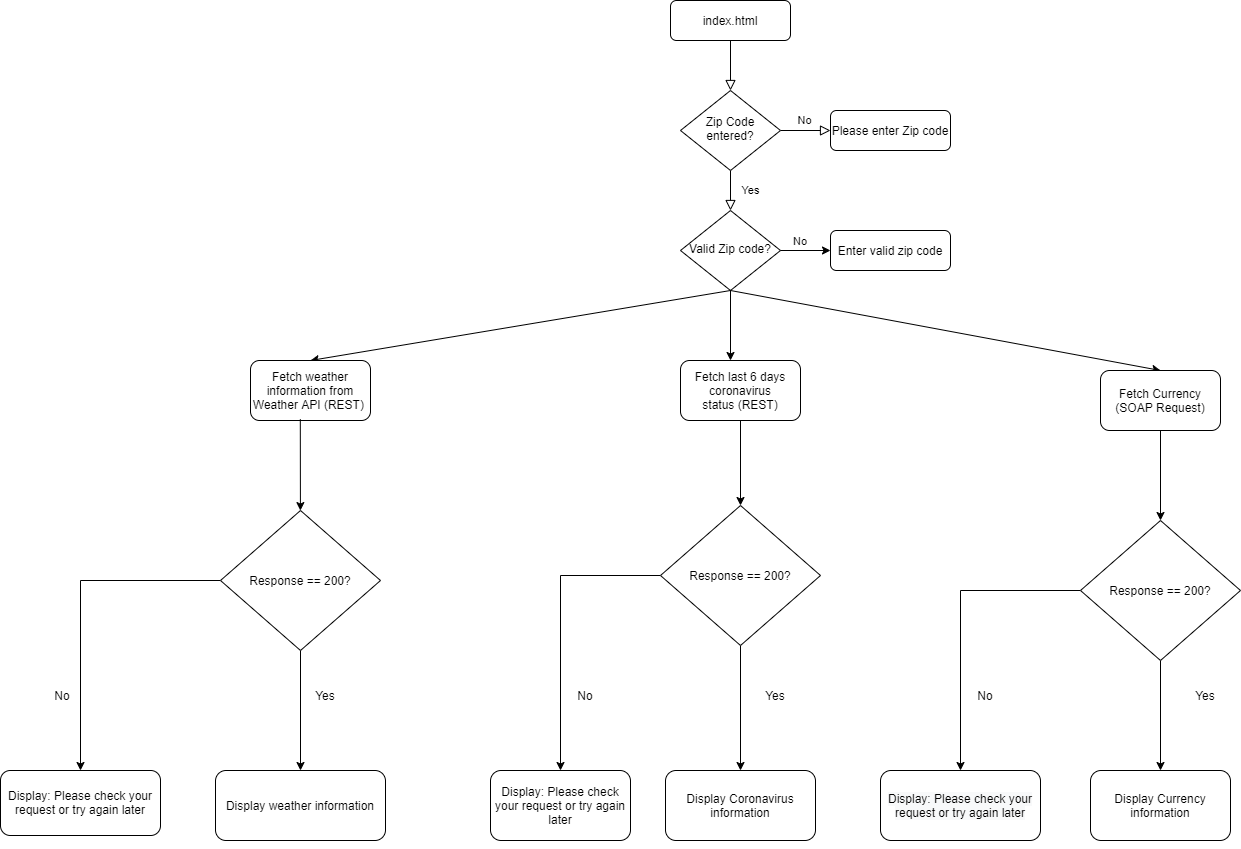 index.html
Zip Code
entered?
No
Please enter Zip code
Yes
Valid Zip code?
No
Enter valid zip code
Fetch weather
information from
Weather API (REST)
Fetch last 6 days
coronavirus
status (REST)
Fetch Currency
(SOAP Request)
Response == 200?
Response == 200?
Response == 200?
No
Yes
No
Yes
No
Yes
Display: Please check your
request or try again later
Display weather information
Display: Please check
your request or try again
later
Display Coronavirus
information
Display: Please check your
request or try again later
Display Currency
information